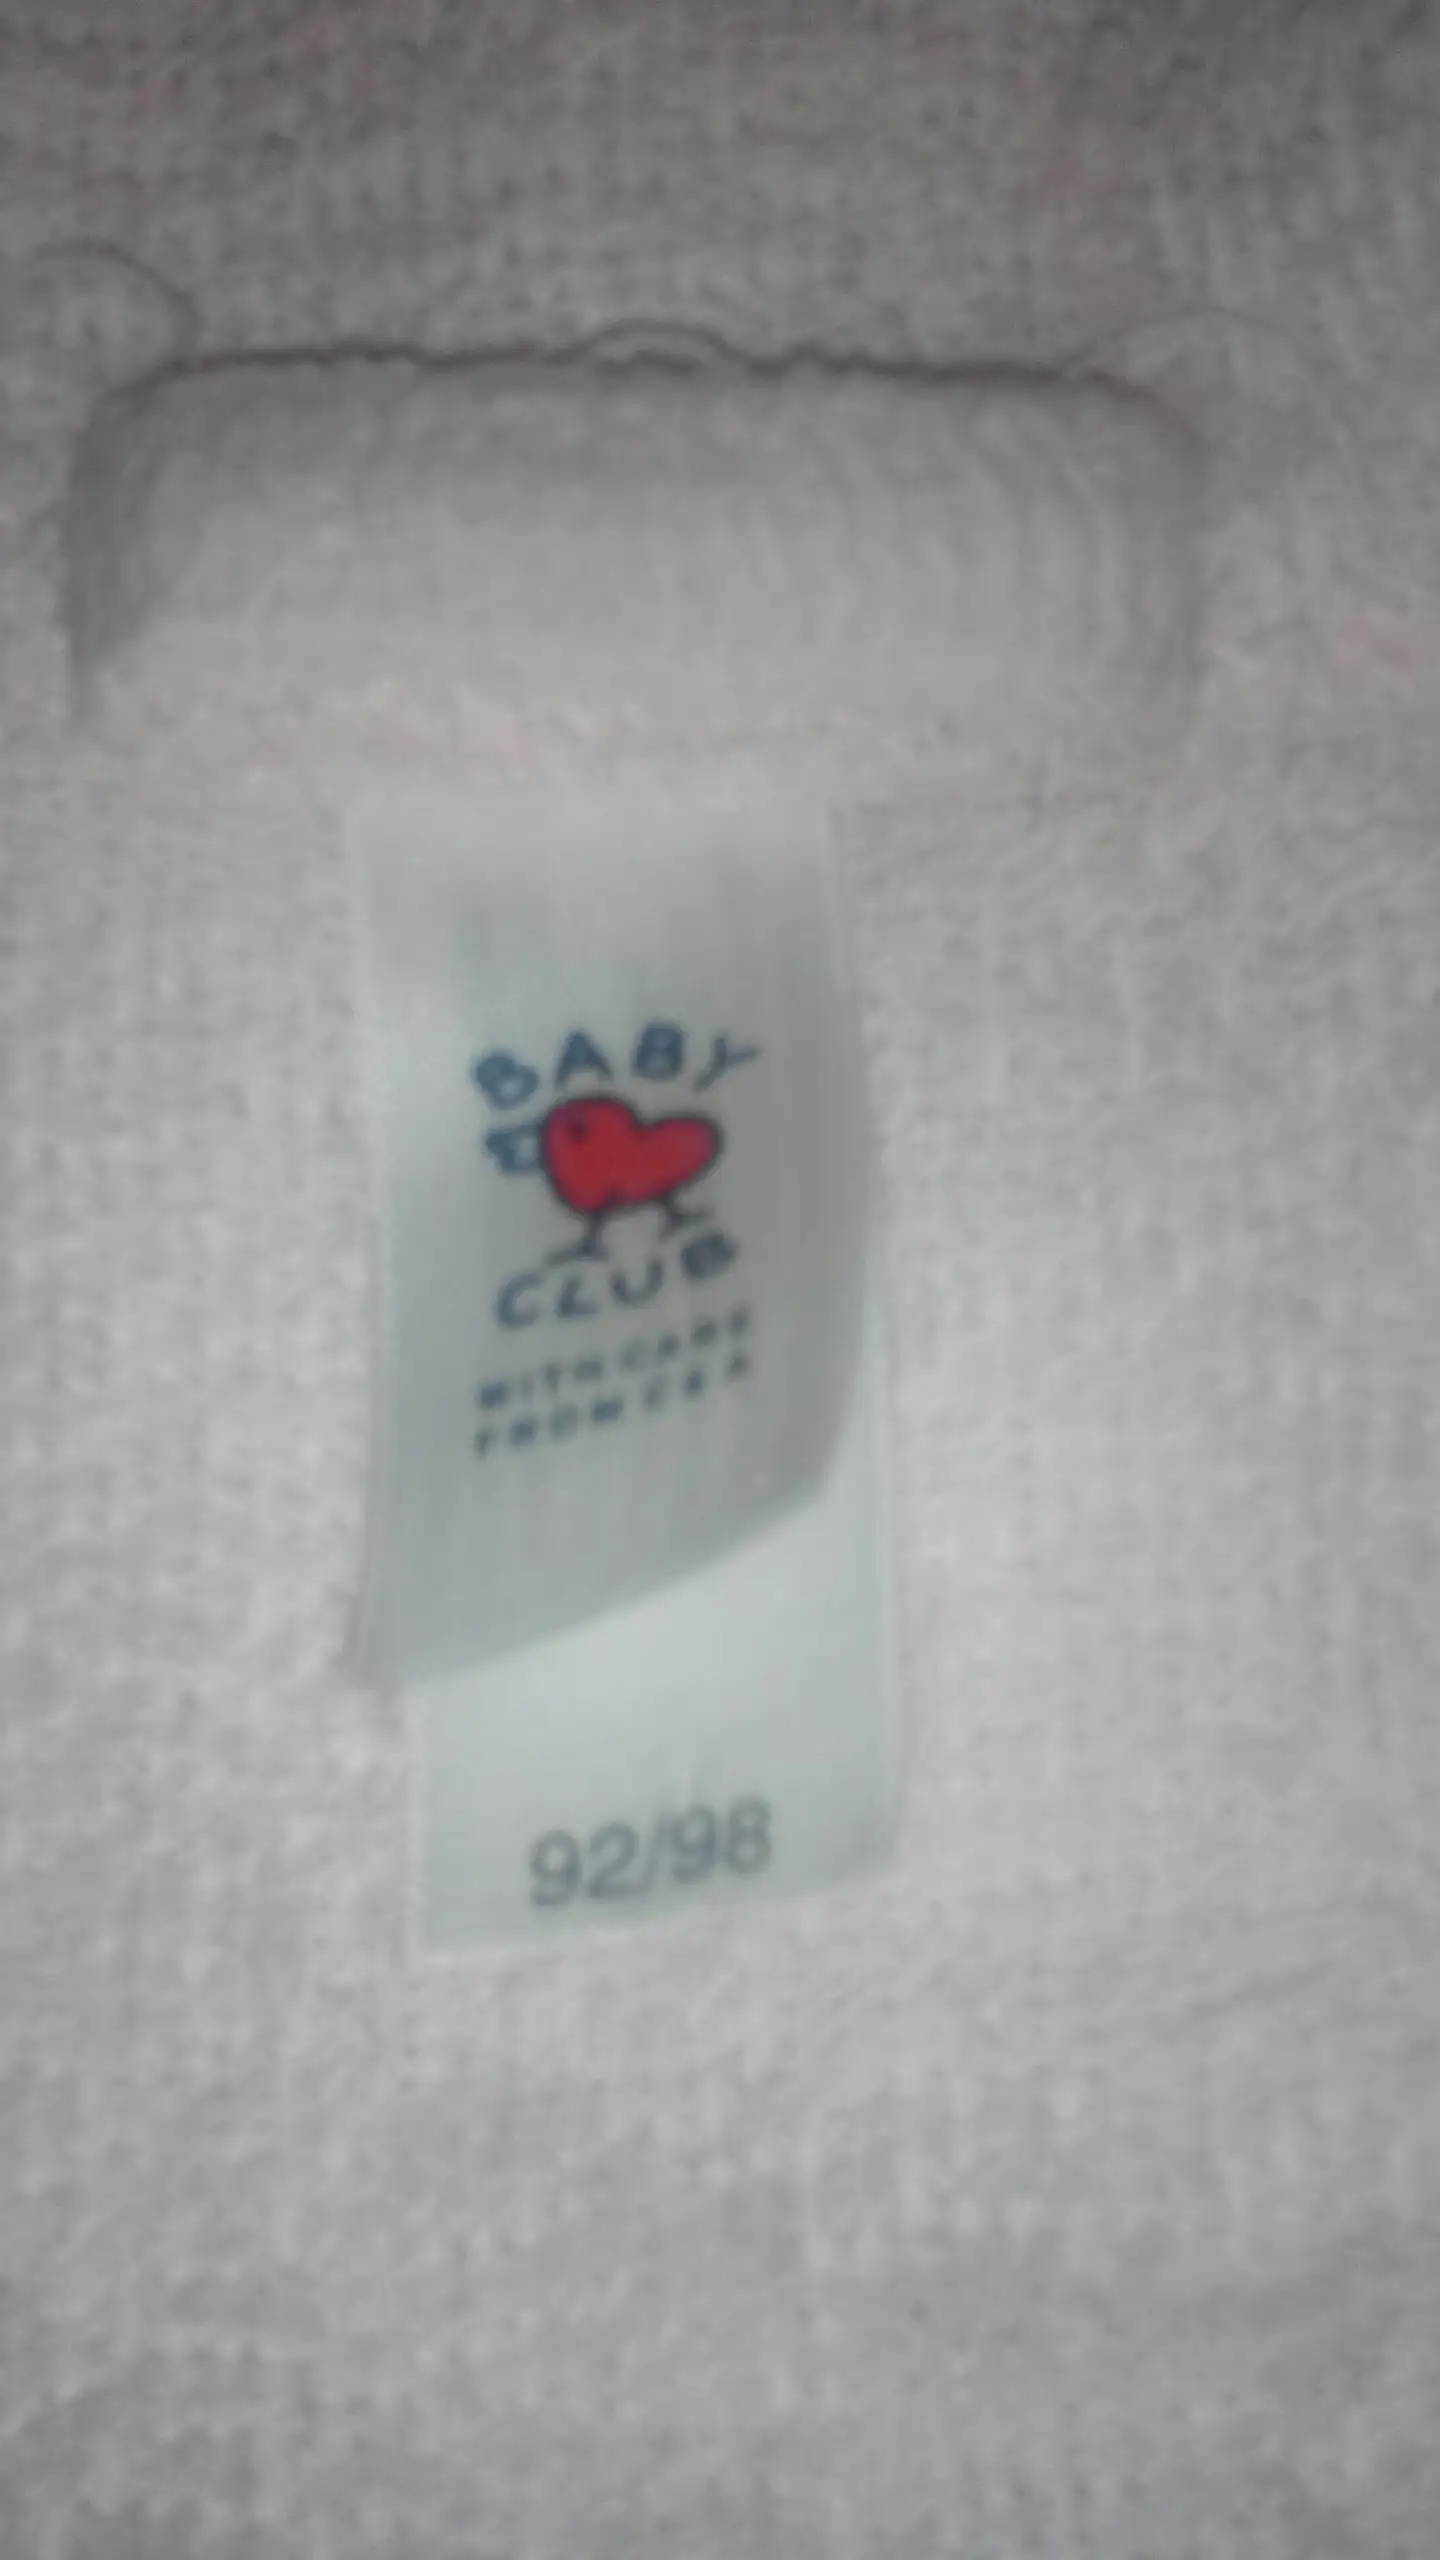 BABY
CLUB
WITH CARE
FROM C&A
92/98